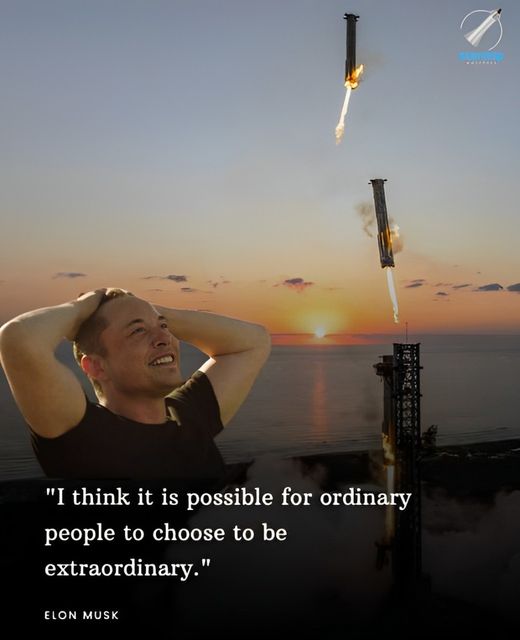 "I think it is possible for ordinary
people to choose to be
extraordinary."
ELON MUSK